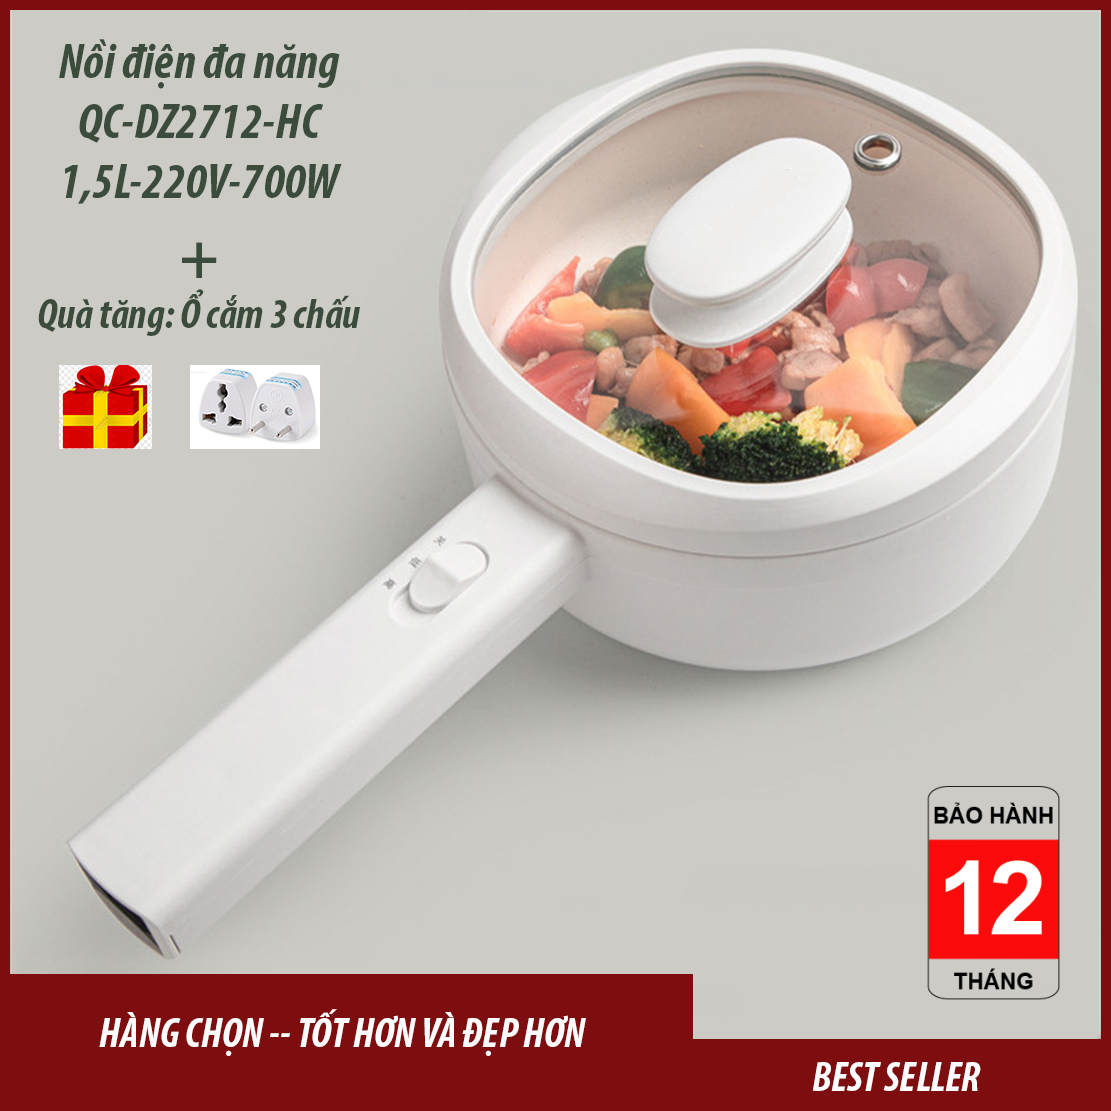 Nồi điện đa năng
QC-DZ2712-HC
1,5L-220V-700W
+
Quà tăng: Ổ cắm 3 chấu
BẢO HÀNH
12
THÁNG
HÀNG CHỌN -- TỐT HƠN VÀ ĐẸP HƠN
BEST SELLER